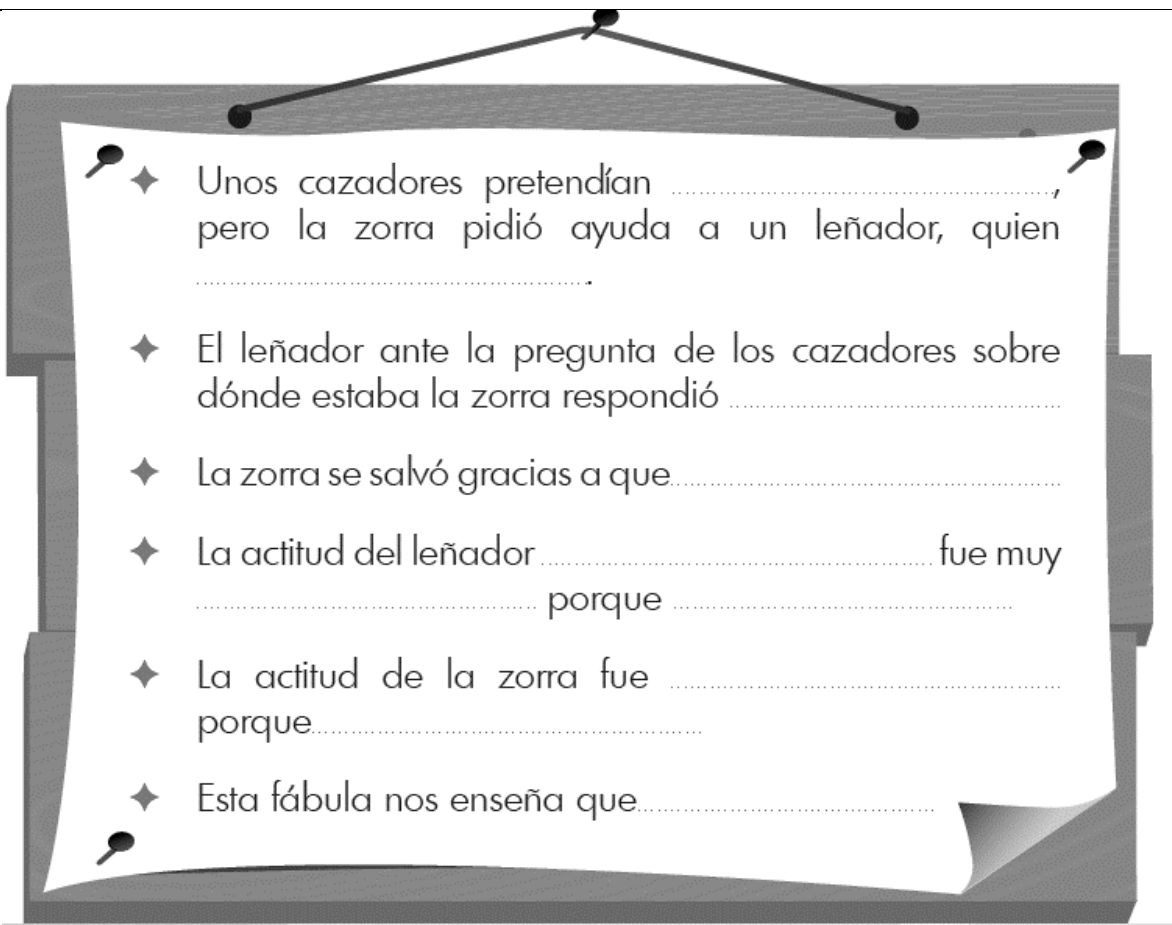 Unos cazadores pretendían ...................................................,
pero la zorra pidió ayuda a un leñador, quien
....................................................
El leñador ante la pregunta de los cazadores sobre
dónde estaba la zorra respondió .............................................
La zorra se salvó gracias a que....................................................
La actitud del leñador .................................................... fue muy
.............................................. porque ..............................................
La actitud de la zorra fue ....................................................
porque....................................................
Esta fábula nos enseña que........................................